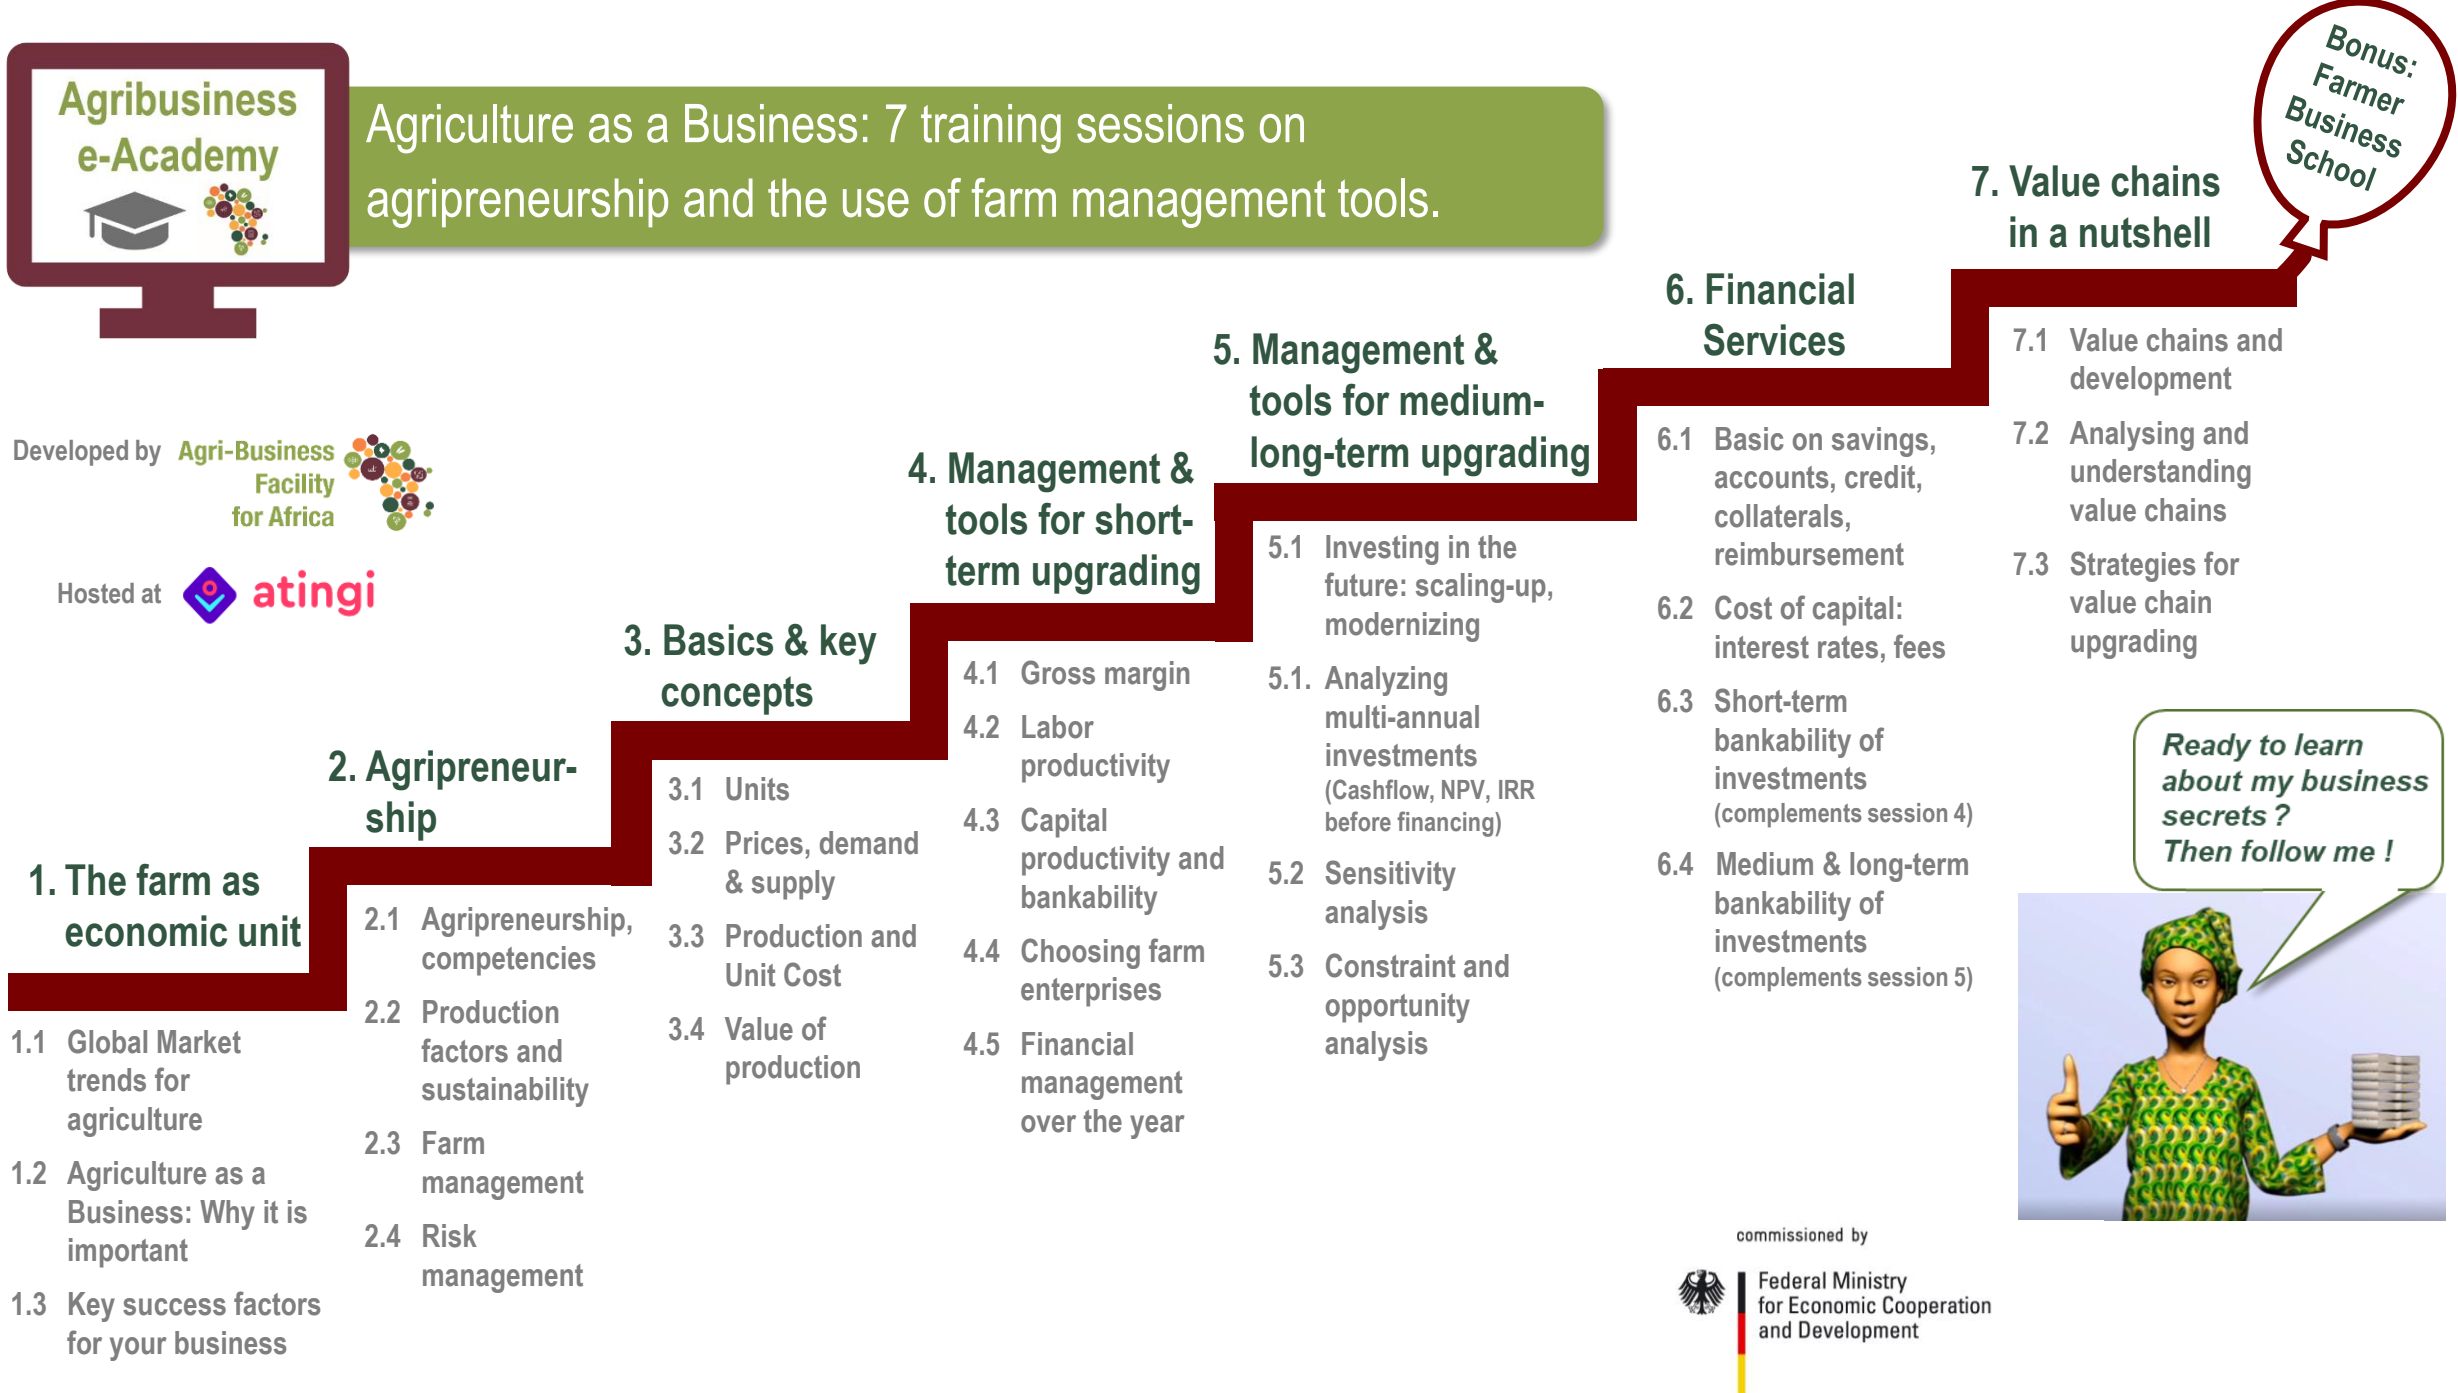 Agribusiness
e-Academy
Agriculture as a Business: 7 training sessions on
agripreneurship and the use of farm management tools.
Bonus:
Farmer
Business
School
Developed by
Agri-Business
Facility
for Africa
Hosted at
atingi
1. The farm as
economic unit
1.1 Global Market
trends for
agriculture
1.2 Agriculture as a
Business: Why it is
important
1.3 Key success factors
for your business
2. Agripreneur-
ship
2.1 Agripreneurship,
competencies
2.2 Production
factors and
sustainability
2.3 Farm
management
2.4 Risk
management
3. Basics & key
concepts
3.1 Units
3.2 Prices, demand
& supply
3.3 Production and
Unit Cost
3.4 Value of
production
4. Management &
tools for short-
term upgrading
4.1 Gross margin
4.2 Labor
productivity
4.3 Capital
productivity and
bankability
4.4 Choosing farm
enterprises
4.5 Financial
management
over the year
5. Management &
tools for medium-
long-term upgrading
5.1 Investing in the
future: scaling-up,
modernizing
5.1. Analyzing
multi-annual
investments
(Cashflow, NPV, IRR
before financing)
5.2 Sensitivity
analysis
5.3 Constraint and
opportunity
analysis
6. Financial
Services
6.1 Basic on savings,
accounts, credit,
collaterals,
reimbursement
6.2 Cost of capital:
interest rates, fees
6.3 Short-term
bankability of
investments
(complements session 4)
6.4 Medium & long-term
bankability of
investments
(complements session 5)
7. Value chains
in a nutshell
7.1 Value chains and
development
7.2 Analysing and
understanding
value chains
7.3 Strategies for
value chain
upgrading
Ready to learn
about my business
secrets ?
Then follow me !
commissioned by
Federal Ministry
for Economic Cooperation
and Development